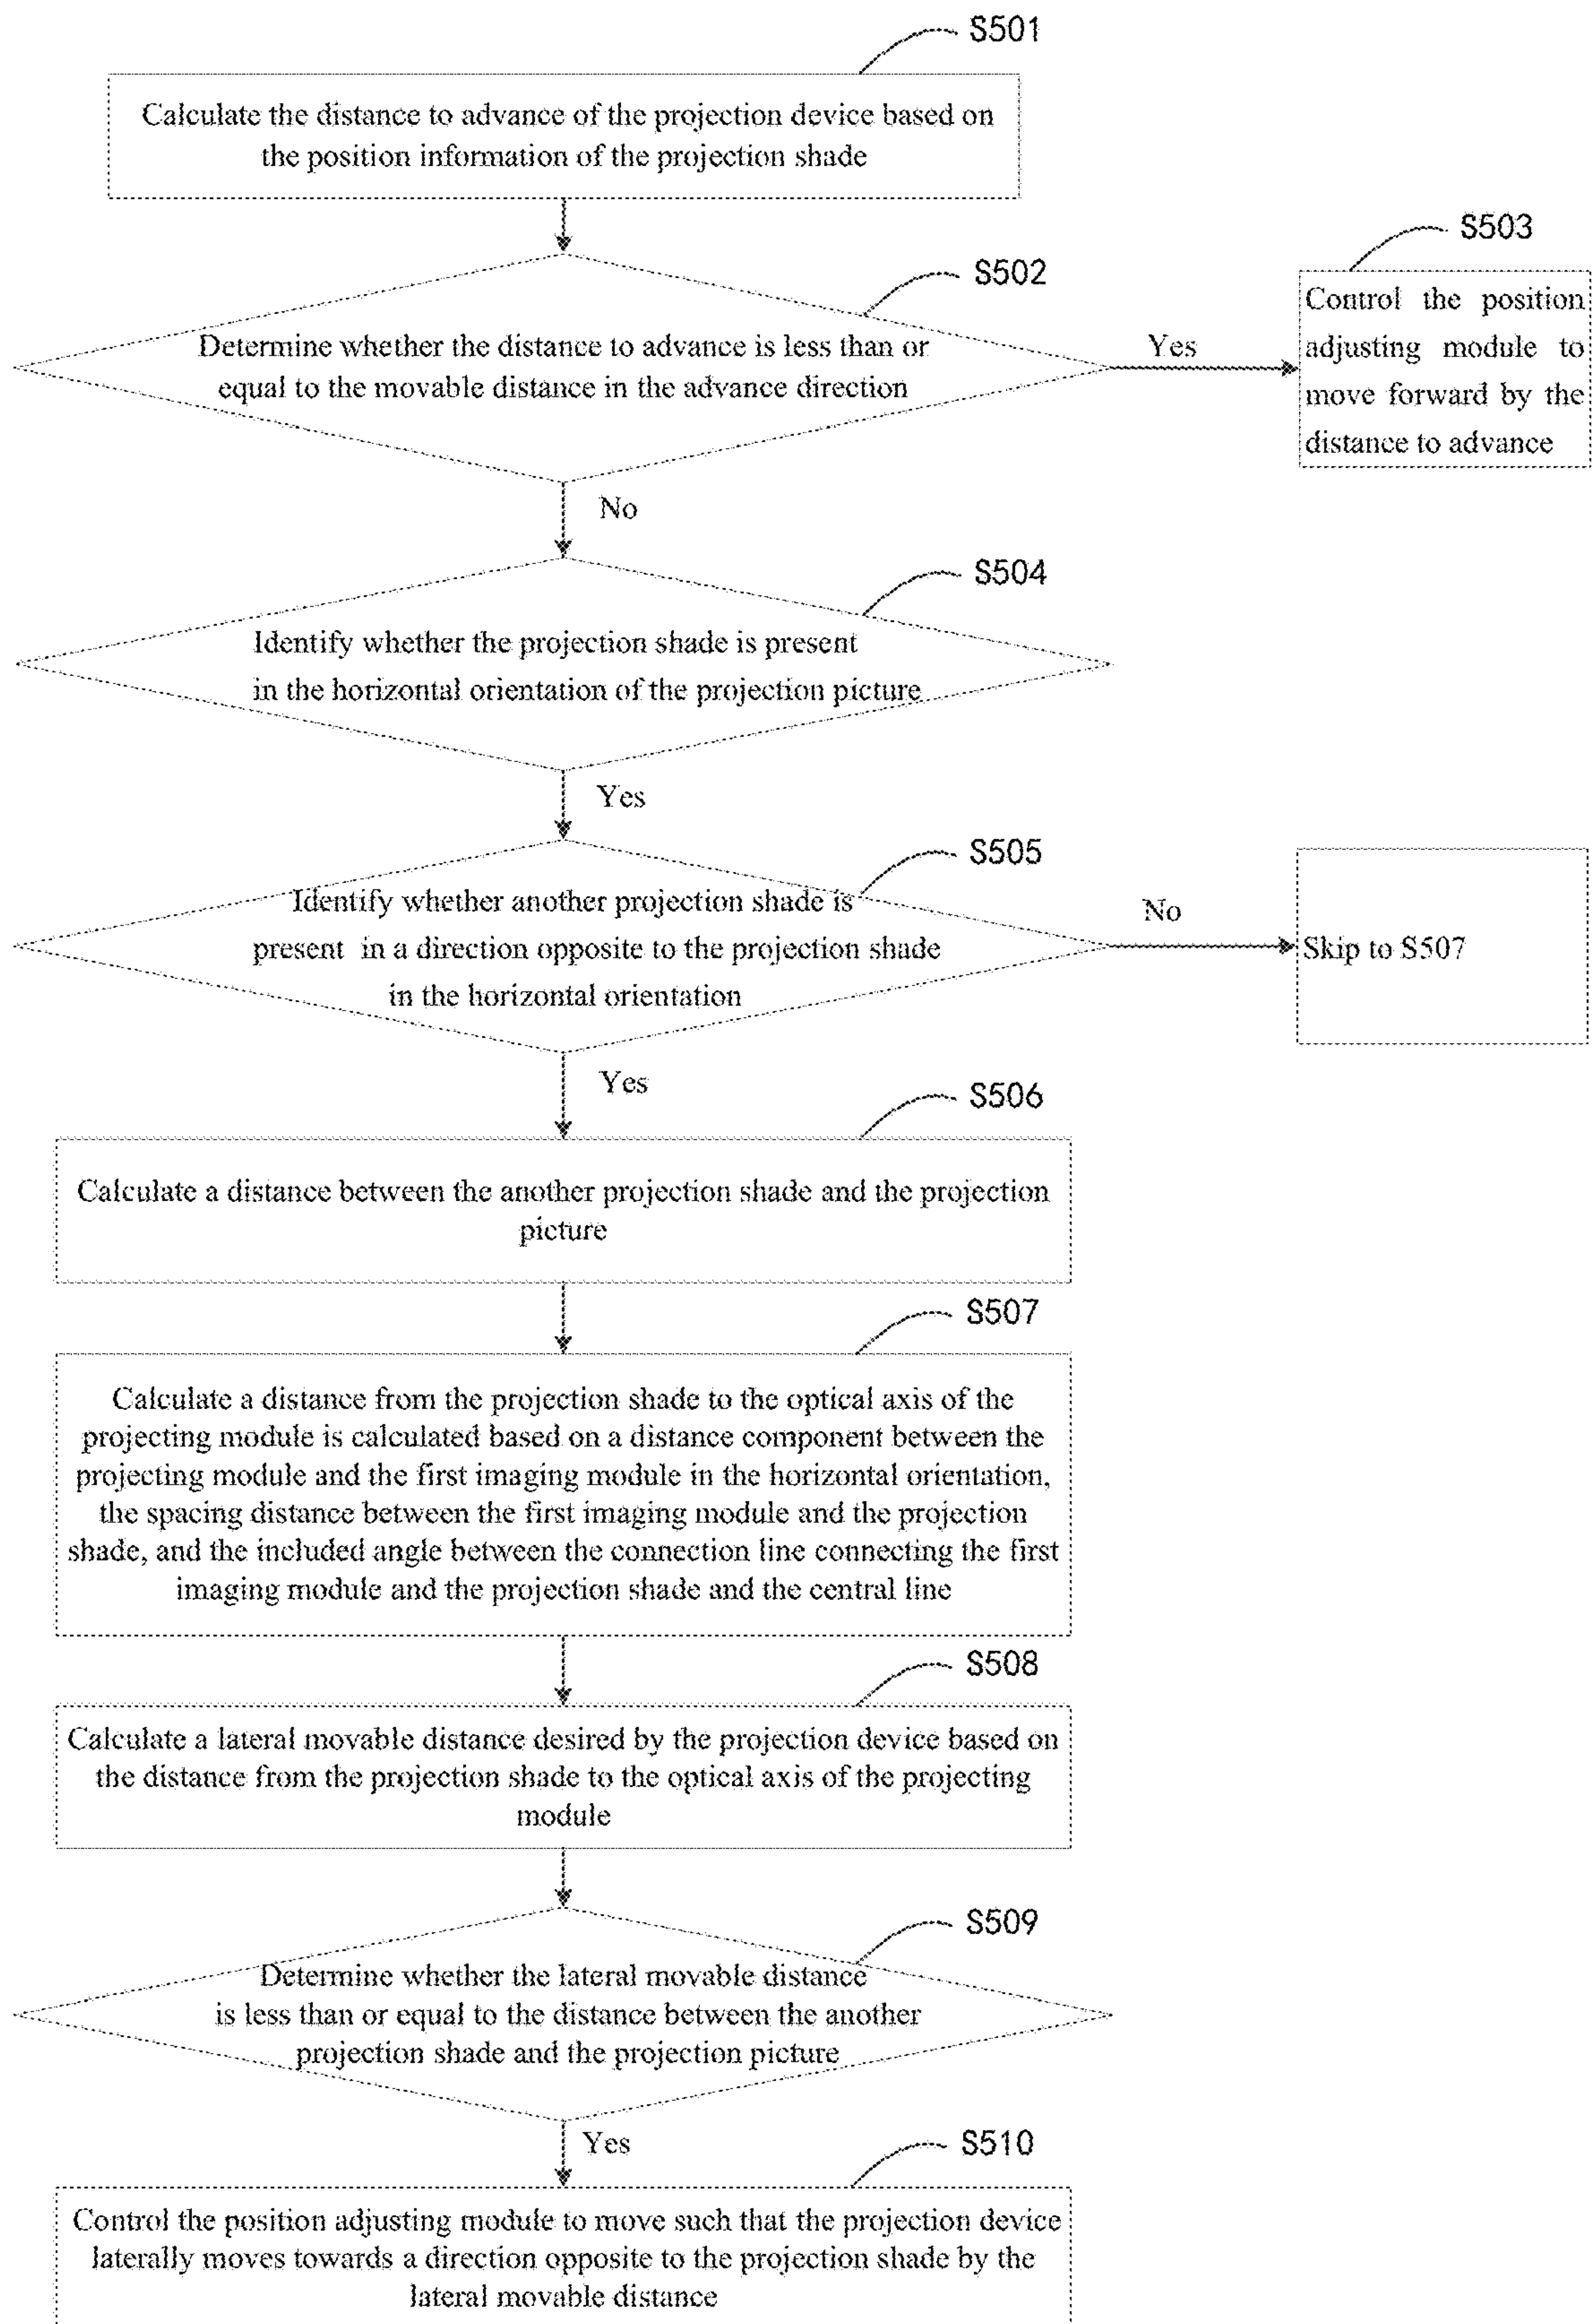 S501
Calculate the distance to advance of the projection device based on
the position information of the projection shade
S502
Determine whether the distance to advance is less than or
equal to the movable distance in the advance direction
Yes
S503
Control the position
adjusting module to
move forward by the
distance to advance
No
S504
Identify whether the projection shade is present
in the horizontal orientation of the projection picture
Yes
S505
Identify whether another projection shade is
present in a direction opposite to the projection shade
in the horizontal orientation
No
Skip to S507
Yes
S506
Calculate a distance between the another projection shade and the projection
picture
S507
Calculate a distance from the projection shade to the optical axis of the
projecting module is calculated based on a distance component between the
projecting module and the first imaging module in the horizontal orientation,
the spacing distance between the first imaging module and the projection
shade, and the included angle between the connection line connecting the first
imaging module and the projection shade and the central line
S508
Calculate a lateral movable distance desired by the projection device based on
the distance from the projection shade to the optical axis of the projecting
module
S509
Determine whether the lateral movable distance
is less than or equal to the distance between the another
projection shade and the projection picture
Yes
S510
Control the position adjusting module to move such that the projection device
laterally moves towards a direction opposite to the projection shade by the
lateral movable distance